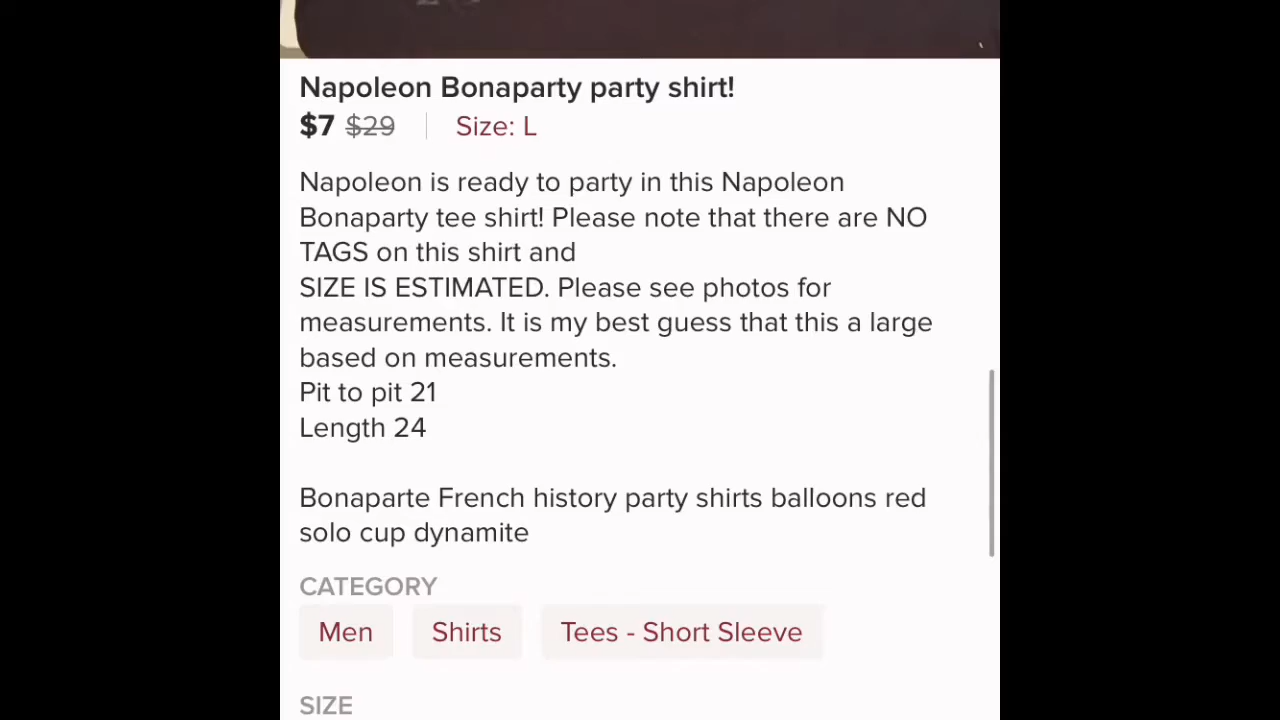 Napoleon Bonaparty party shirt!
$7 $29 Size: L
Napoleon is ready to party in this Napoleon
Bonaparty tee shirt! Please note that there are NO
TAGS on this shirt and
SIZE IS ESTIMATED. Please see photos for
measurements. It is my best guess that this a large
based on measurements.
Pit to pit 21
Length 24
Bonaparte French history party shirts balloons red
solo cup dynamite
CATEGORY
Men Shirts Tees - Short Sleeve
SIZE